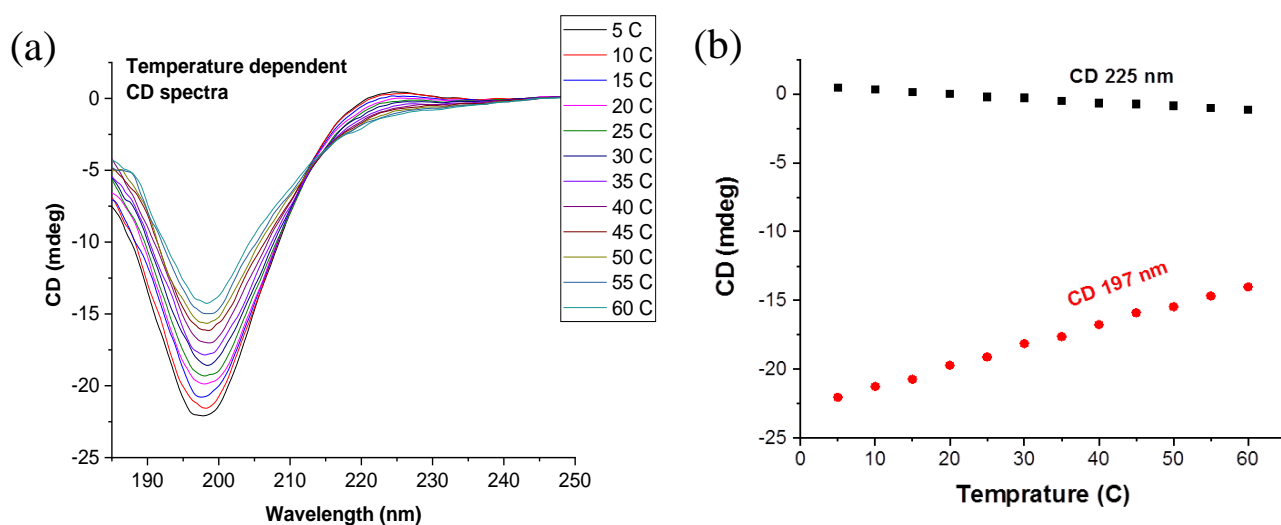 (a)
Temperature dependent
CD spectra
CD (mdeg)
0
-5
-10
-15
-20
-25
190 200 210 220 230 240 250
Wavelength (nm)
5 C
10 C
15 C
20 C
25 C
30 C
35 C
40 C
45 C
50 C
55 C
60 C
(b)
CD 225 nm
CD 197 nm
CD (mdeg)
0
-5
-10
-15
-20
-25
0 10 20 30 40 50 60
Temprature (C)